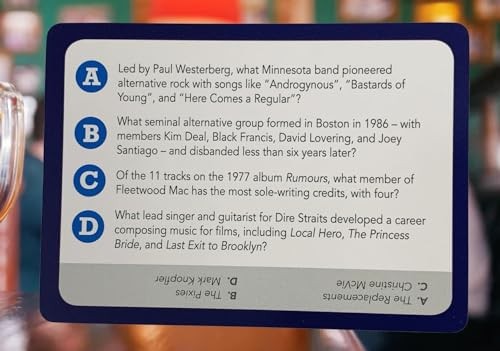 A Led by Paul Westerberg, what Minnesota band pioneered
alternative rock with songs like “Androgynous”, “Bastards of
Young”, and “Here Comes a Regular”?
B What seminal alternative group formed in Boston in 1986 – with
members Kim Deal, Black Francis, David Lovering, and Joey
Santiago – and disbanded less than six years later?
C Of the 11 tracks on the 1977 album Rumours, what member of
Fleetwood Mac has the most sole-writing credits, with four?
D What lead singer and guitarist for Dire Straits developed a career
composing music for films, including Local Hero, The Princess
Bride, and Last Exit to Brooklyn?
A. The Replacements B. The Pixies
C. Christine McVie D. Mark Knopfler